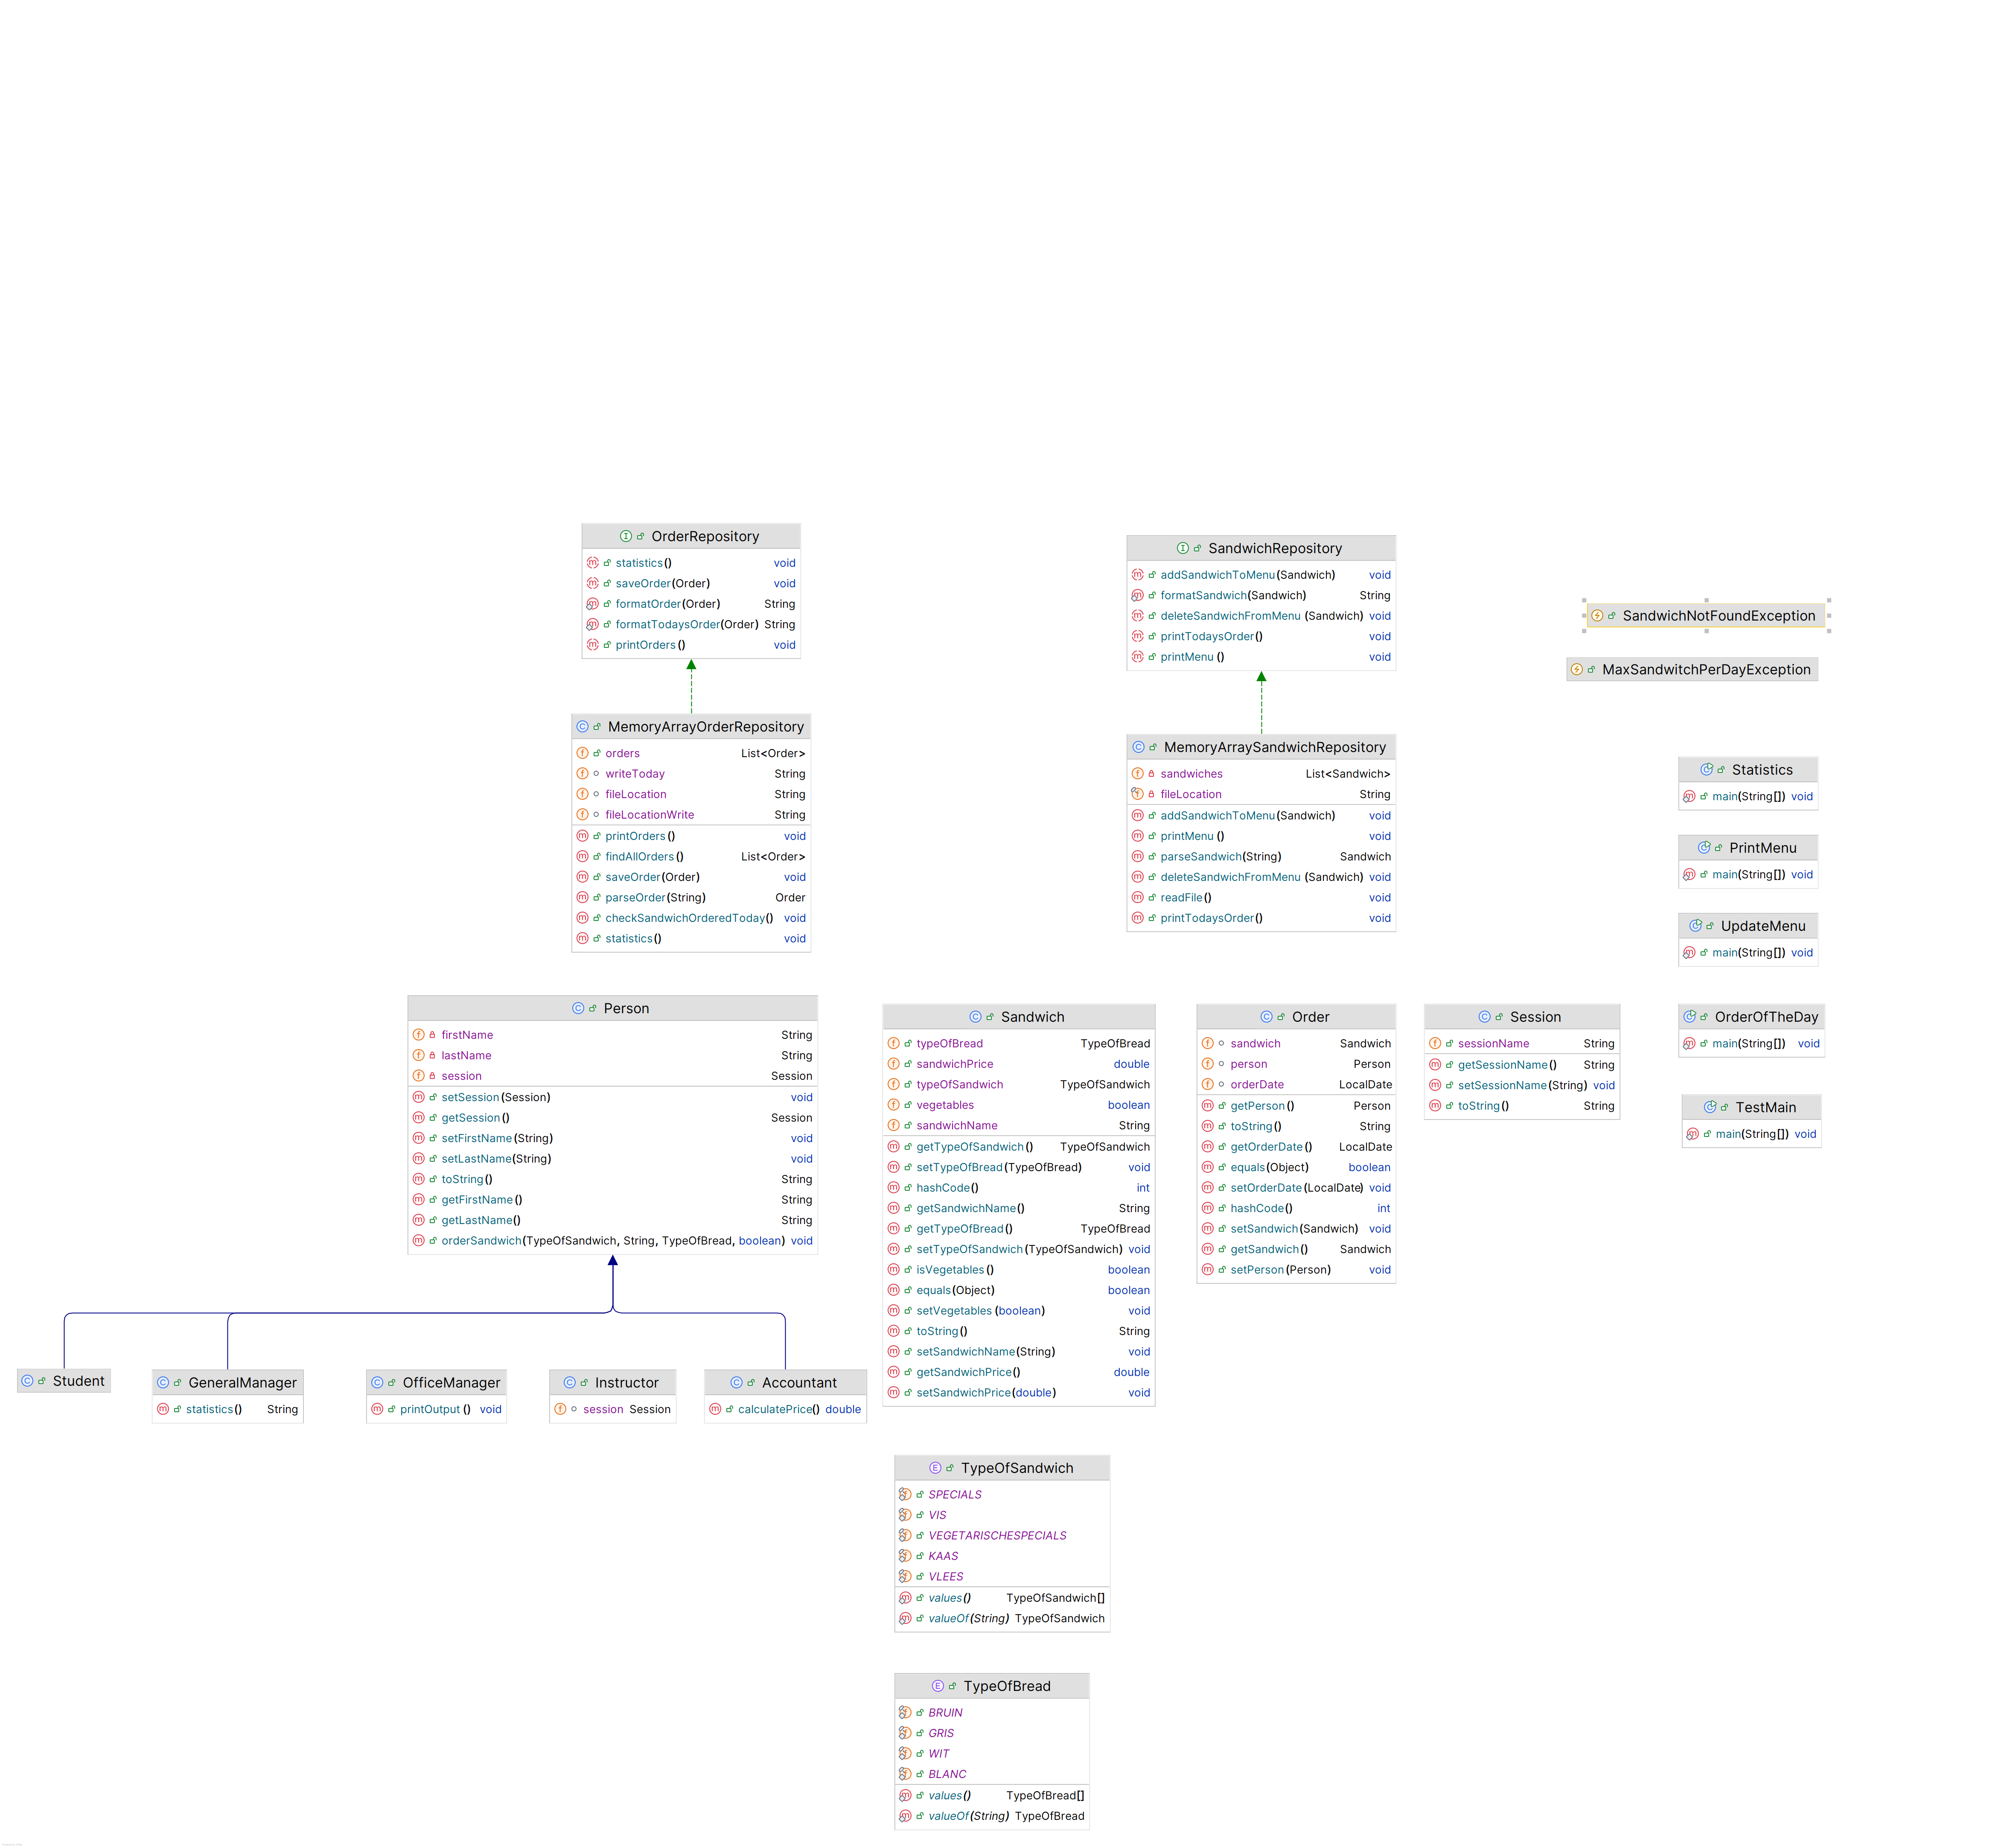 OrderRepository
statistics() void
saveOrder(Order) void
formatOrder(Order) String
formatTodaysOrder(Order) String
printOrders() void
SandwichRepository
addSandwichToMenu(Sandwich) void
formatSandwich(Sandwich) String
deleteSandwichFromMenu (Sandwich) void
printTodaysOrder() void
printMenu () void
SandwichNotFoundException
MaxSandwitchPerDayException
MemoryArrayOrderRepository
orders List<Order>
writeToday String
fileLocation String
fileLocationWrite String
printOrders () void
findAllOrders () List<Order>
saveOrder(Order) void
parseOrder(String) Order
checkSandwichOrderedToday() void
statistics() void
MemoryArraySandwichRepository
sandwiches List<Sandwich>
fileLocation String
addSandwichToMenu(Sandwich) void
printMenu () void
parseSandwich(String) Sandwich
deleteSandwichFromMenu (Sandwich) void
readFile() void
printTodaysOrder() void
Statistics
main(String[]) void
PrintMenu
main(String[]) void
UpdateMenu
main(String[]) void
OrderOfTheDay
main(String[]) void
TestMain
main(String[]) void
Person
firstName String
lastName String
session Session
setSession(Session) void
getSession() Session
setFirstName(String) void
setLastName(String) void
toString() String
getFirstName() String
getLastName() String
orderSandwich(TypeOfSandwich, String, TypeOfBread, boolean) void
Sandwich
typeOfBread TypeOfBread
sandwichPrice double
typeOfSandwich TypeOfSandwich
vegetables boolean
sandwichName String
getTypeOfSandwich() TypeOfSandwich
setTypeOfBread(TypeOfBread) void
hashCode() int
getSandwichName() String
getTypeOfBread() TypeOfBread
setTypeOfSandwich(TypeOfSandwich) void
isVegetables() boolean
equals(Object) boolean
setVegetables (boolean) void
toString() String
setSandwichName(String) void
getSandwichPrice() double
setSandwichPrice(double) void
Order
sandwich Sandwich
person Person
orderDate LocalDate
getPerson() Person
toString() String
getOrderDate() LocalDate
equals(Object) boolean
setOrderDate(LocalDate) void
hashCode() int
setSandwich(Sandwich) void
getSandwich() Sandwich
setPerson(Person) void
Session
sessionName String
getSessionName() String
setSessionName(String) void
toString() String
Student
GeneralManager
statistics() String
OfficeManager
printOutput () void
Instructor
session Session
Accountant
calculatePrice() double
TypeOfSandwich
SPECIALS
VIS
VEGETARISCHESPECIALS
KAAS
VLEES
values() TypeOfSandwich[]
valueOf(String) TypeOfSandwich
TypeOfBread
BRUIN
GRIS
WIT
BLANC
values() TypeOfBread[]
valueOf(String) TypeOfBread